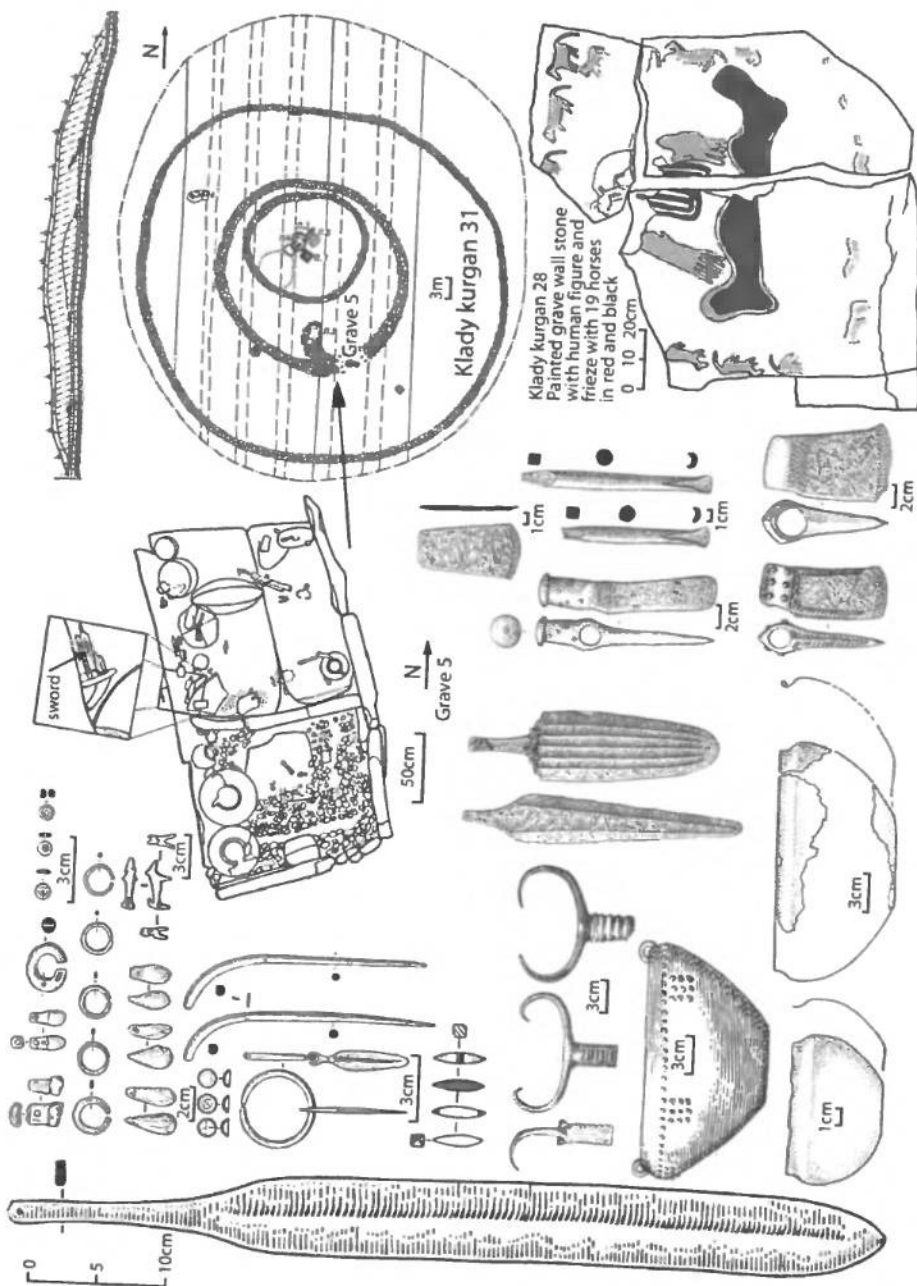 N
Klady kurgan 31
3m
Grave 5
sword
N
Grave 5
50cm
3cm
3cm
2cm
3cm
0 5 10cm
Klady kurgan 28
Painted grave wall stone
with human figure and
frieze with 19 horses
in red and black
0 10 20cm
1cm
1cm
2cm
2cm
3cm
3cm
3cm
1cm